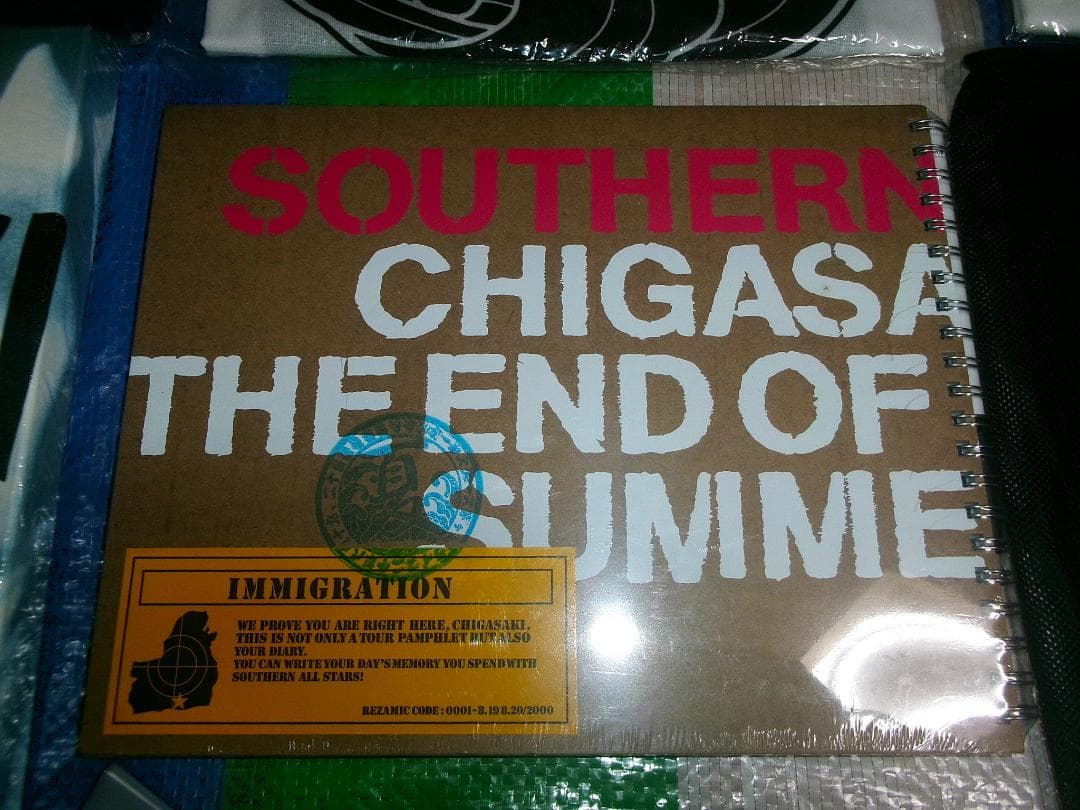 SOUTHERN
CHIGASA
THE END OF
SUMME
IMMIGRATION
WE PROVE YOU ARE RIGHT HERE, CHIGASAKI.
THIS IS NOT ONLY A TOUR PAMPHLET BUT ALSO
YOUR DIARY.
YOU CAN WRITE YOUR DAY'S MEMORY YOU SPEND WITH
SOUTHERN ALL STARS!
REZAMIC CODE : 0001-8.19 8.20/2000